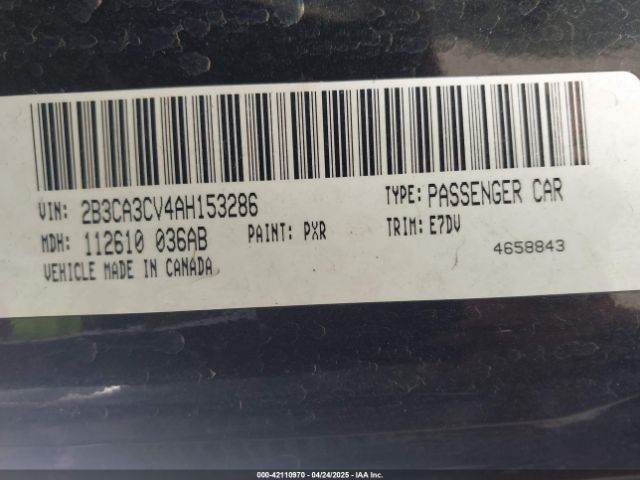 VIN: 2B3CA3CV4AH153286
TYPE: PASSENGER CAR
MDH: 112610 036AB
PAINT: PXR
TRIM: E7DV
VEHICLE MADE IN CANADA
4658843
000-42110970 - 04/24/2025 - IAA Inc.